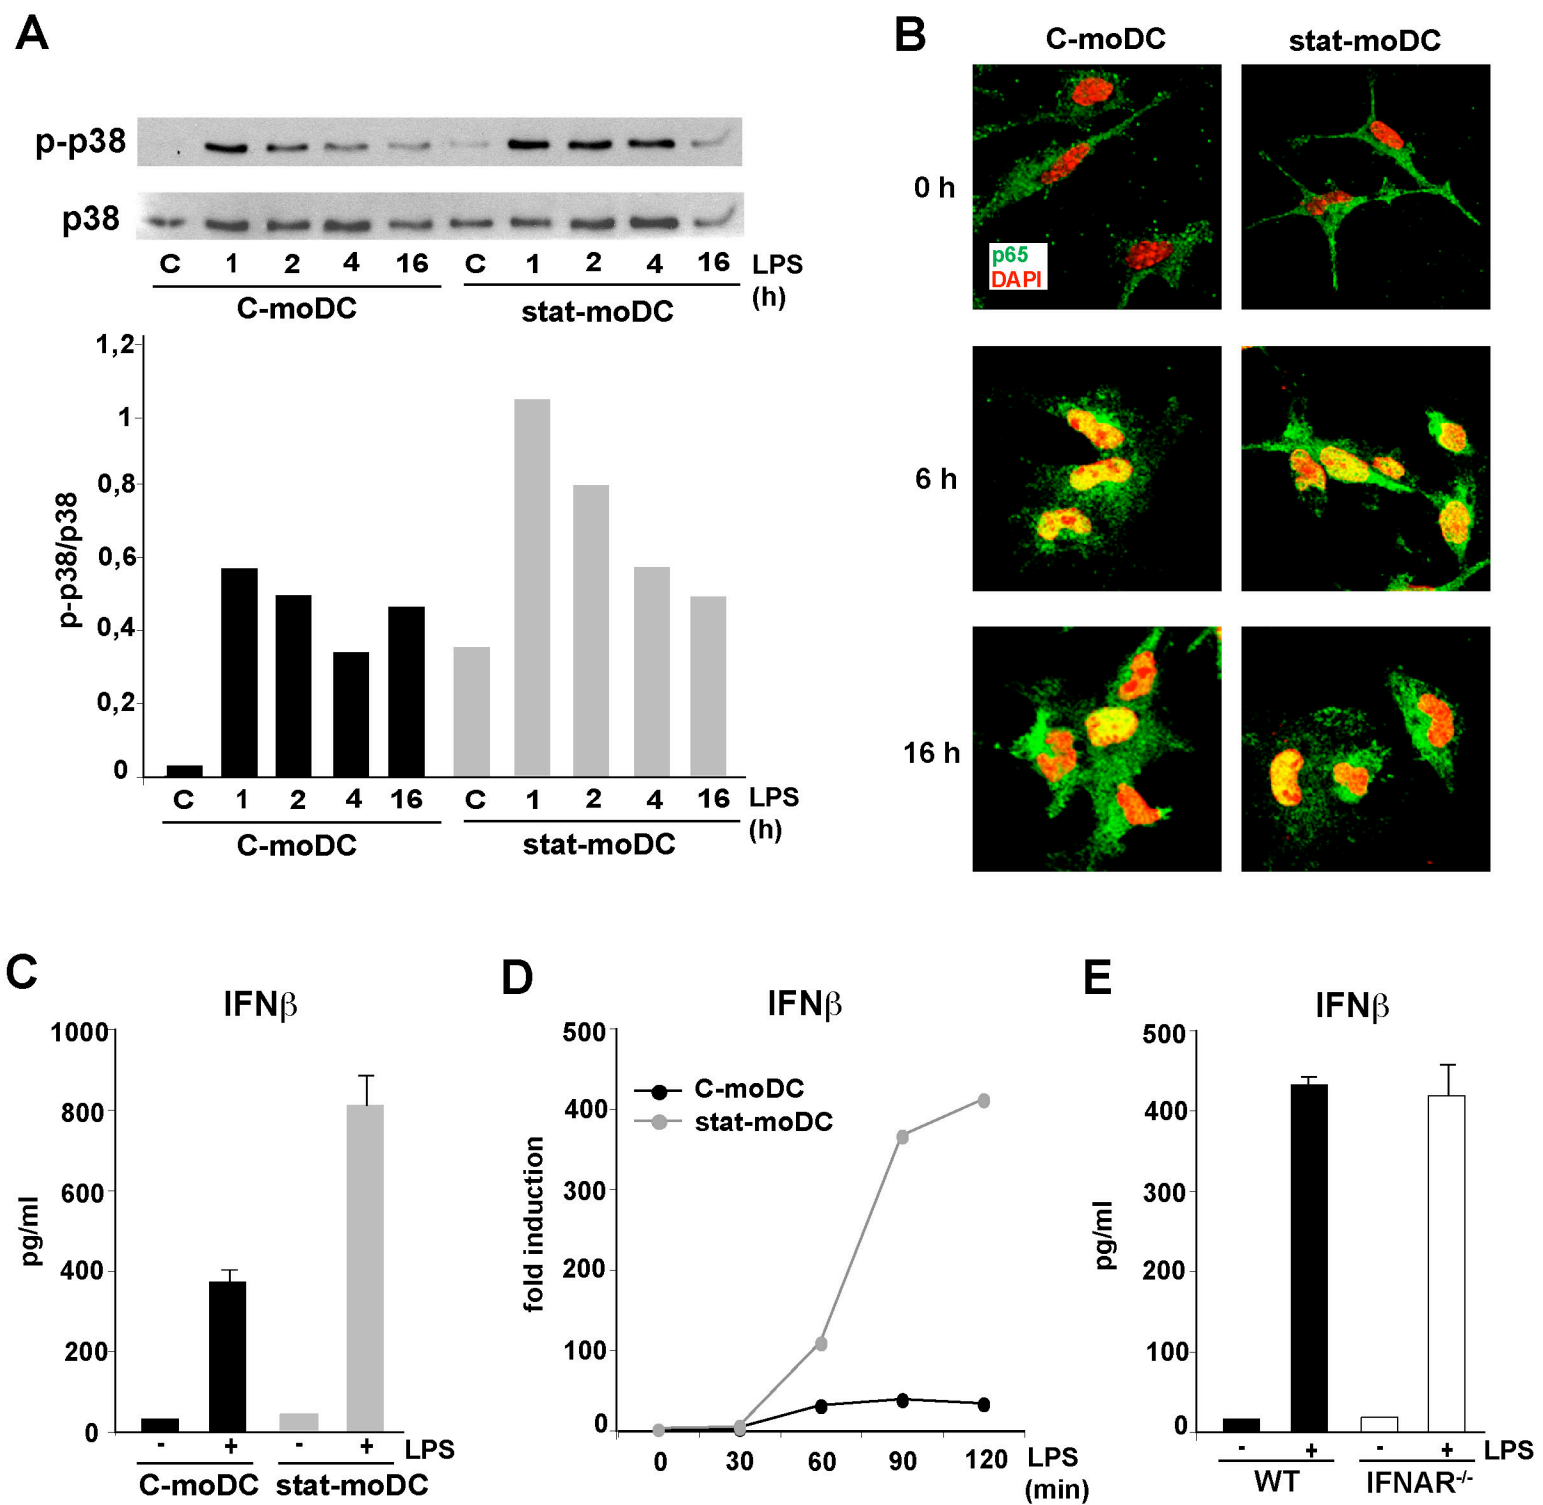 A
p-p38
p38
C 1 2 4 16 C 1 2 4 16 LPS
(h)
C-moDC stat-moDC
1,2
1
0,8
0,6
0,4
0,2
0
p-p38/p38
C 1 2 4 16 C 1 2 4 16 LPS
(h)
C-moDC stat-moDC
B
C-moDC stat-moDC
0 h
p65
DAPI
6 h
16 h
C
IFNβ
1000
800
600
400
200
0
pg/ml
- + - + LPS
C-moDC stat-moDC
D
IFNβ
500
400
300
200
100
0
fold induction
C-moDC
stat-moDC
0 30 60 90 120 LPS
(min)
E
IFNβ
500
400
300
200
100
0
pg/ml
- + - + LPS
WT IFNAR-/-